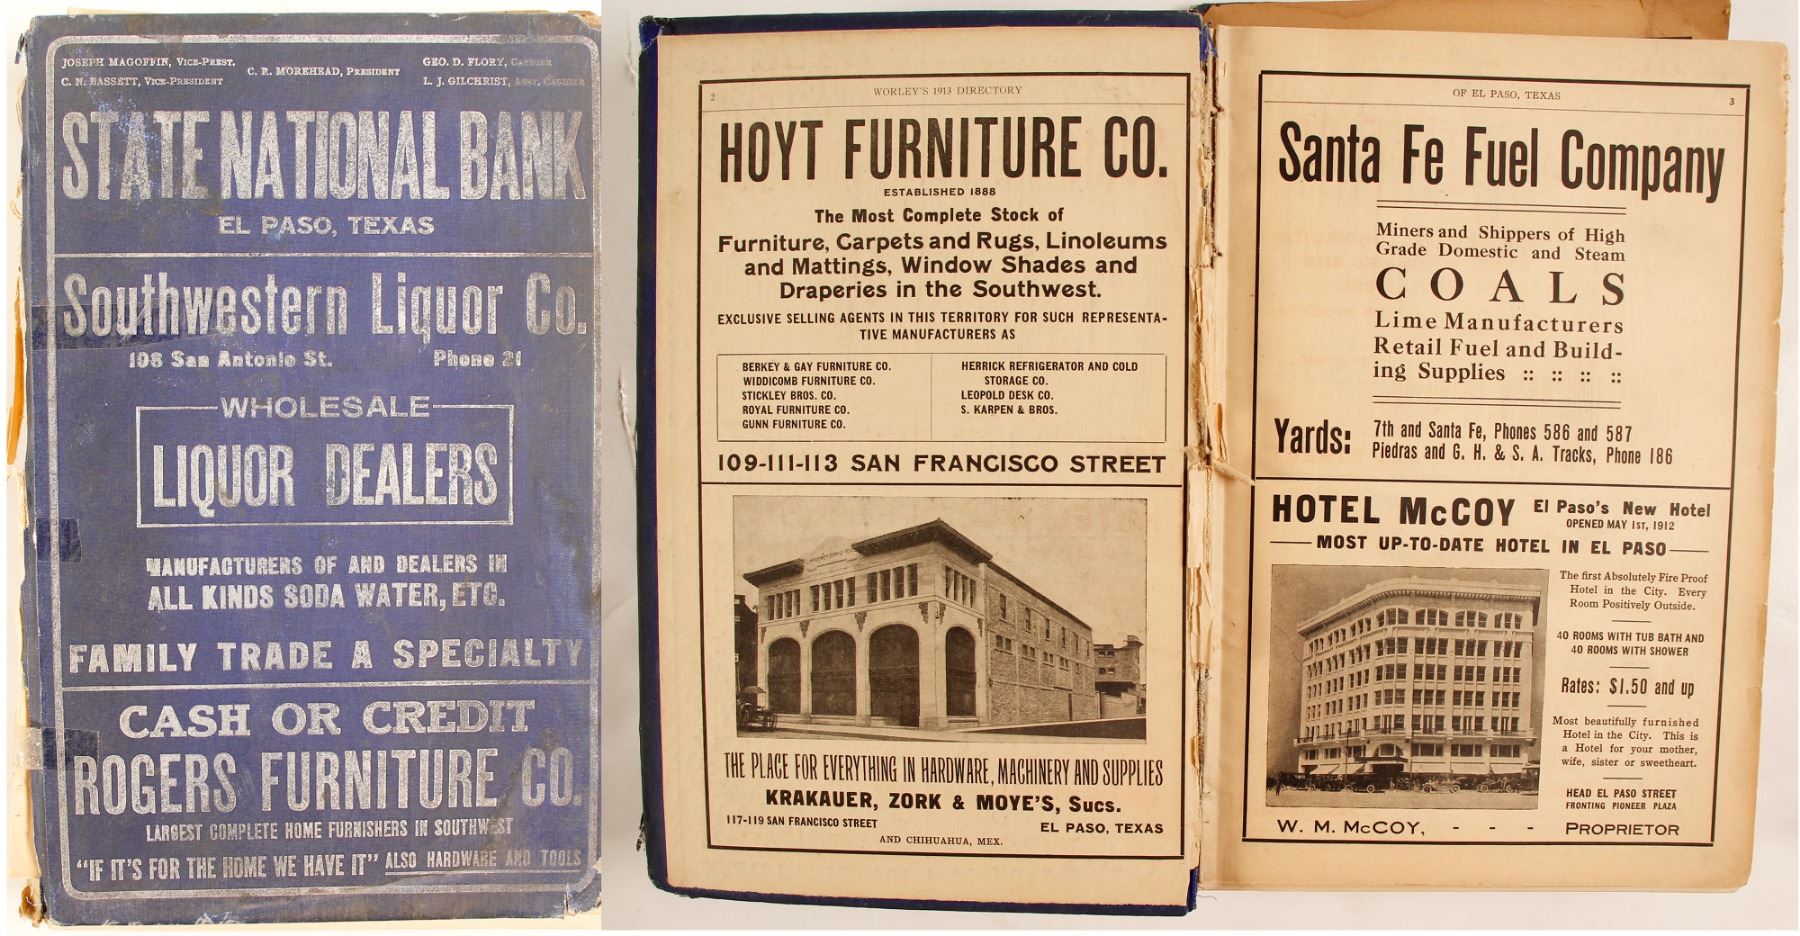 JOSEPH MAGOFFIN, VICE-PREST.
C. N. BASSETT, VICE-PRESIDENT
C. R. MOREHEAD, PRESIDENT
GEO. D. FLORY, CASHIER
L. J. GILCHRIST, ASST. CASHIER
STATE NATIONAL BANK
EL PASO, TEXAS
Southwestern Liquor Co.
108 San Antonio St. Phone 21
WHOLESALE
LIQUOR DEALERS
MANUFACTURERS OF AND DEALERS IN
ALL KINDS SODA WATER, ETC.
FAMILY TRADE A SPECIALTY
CASH OR CREDIT
ROGERS FURNITURE CO.
LARGEST COMPLETE HOME FURNISHERS IN SOUTHWEST
"IF IT'S FOR THE HOME WE HAVE IT" ALSO HARDWARE AND TOOLS
2 WORLEY'S 1913 DIRECTORY
HOYT FURNITURE CO.
ESTABLISHED 1888
The Most Complete Stock of
Furniture, Carpets and Rugs, Linoleums
and Mattings, Window Shades and
Draperies in the Southwest.
EXCLUSIVE SELLING AGENTS IN THIS TERRITORY FOR SUCH REPRESENTA-
TIVE MANUFACTURERS AS
BERKEY & GAY FURNITURE CO.
WIDDICOMB FURNITURE CO.
STICKLEY BROS. CO.
ROYAL FURNITURE CO.
GUNN FURNITURE CO.
HERRICK REFRIGERATOR AND COLD
STORAGE CO.
LEOPOLD DESK CO.
S. KARPEN & BROS.
109-111-113 SAN FRANCISCO STREET
THE PLACE FOR EVERYTHING IN HARDWARE, MACHINERY AND SUPPLIES
KRAKAUER, ZORK & MOYE'S, Sucs.
117-119 SAN FRANCISCO STREET EL PASO, TEXAS
AND CHIHUAHUA, MEX.
OF EL PASO, TEXAS 3
Santa Fe Fuel Company
Miners and Shippers of High
Grade Domestic and Steam
COALS
Lime Manufacturers
Retail Fuel and Build-
ing Supplies :: :: :: ::
Yards: 7th and Santa Fe, Phones 586 and 587
Piedras and G. H. & S. A. Tracks, Phone 186
HOTEL McCOY El Paso's New Hotel
OPENED MAY 1ST, 1912
MOST UP-TO-DATE HOTEL IN EL PASO
The first Absolutely Fire Proof
Hotel in the City. Every
Room Positively Outside.
40 ROOMS WITH TUB BATH AND
40 ROOMS WITH SHOWER
Rates: $1.50 and up
Most beautifully furnished
Hotel in the City. This is
a Hotel for your mother,
wife, sister or sweetheart.
HEAD EL PASO STREET
FRONTING PIONEER PLAZA
W. M. McCOY, - - - PROPRIETOR